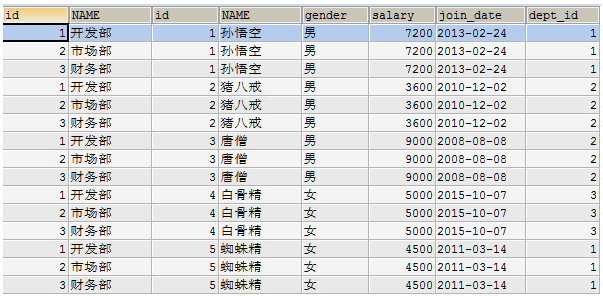 id NAME id NAME gender salary join_date dept_id
1 开发部 1 孙悟空 男 7200 2013-02-24 1
2 市场部 1 孙悟空 男 7200 2013-02-24 1
3 财务部 1 孙悟空 男 7200 2013-02-24 1
1 开发部 2 猪八戒 男 3600 2010-12-02 2
2 市场部 2 猪八戒 男 3600 2010-12-02 2
3 财务部 2 猪八戒 男 3600 2010-12-02 2
1 开发部 3 唐僧 男 9000 2008-08-08 2
2 市场部 3 唐僧 男 9000 2008-08-08 2
3 财务部 3 唐僧 男 9000 2008-08-08 2
1 开发部 4 白骨精 女 5000 2015-10-07 3
2 市场部 4 白骨精 女 5000 2015-10-07 3
3 财务部 4 白骨精 女 5000 2015-10-07 3
1 开发部 5 蜘蛛精 女 4500 2011-03-14 1
2 市场部 5 蜘蛛精 女 4500 2011-03-14 1
3 财务部 5 蜘蛛精 女 4500 2011-03-14 1